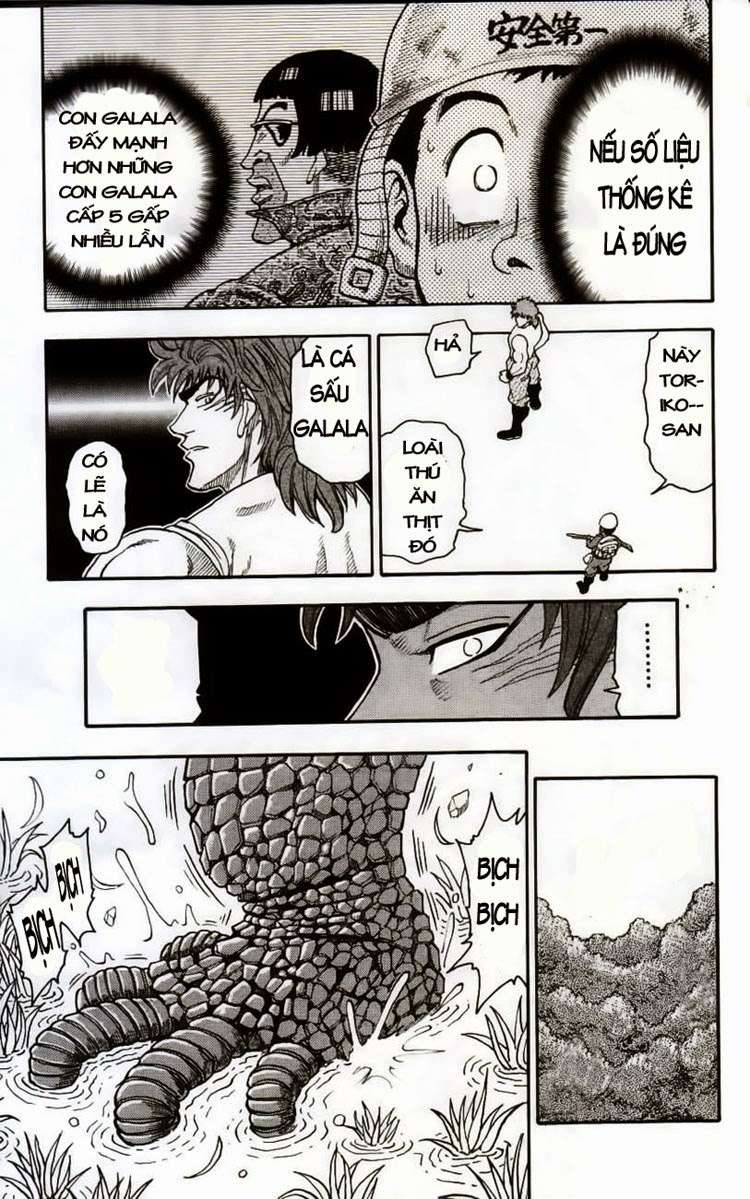 安全第一
NẾU SỐ LIỆU
THỐNG KÊ
LÀ ĐÚNG
CON GALALA
ĐẤY MẠNH
HƠN NHỮNG
CON GALALA
CẤP 5 GẤP
NHIỀU LẦN
NÀY
TOR-
IKO--
SAN
HẢ
LOÀI
THÚ
ĂN
THỊT
ĐÓ
LÀ CÁ
SẤU
GALALA
CÓ
LẼ
LÀ
NÓ
BỊCH
BỊCH
BỊCH
BỊCH